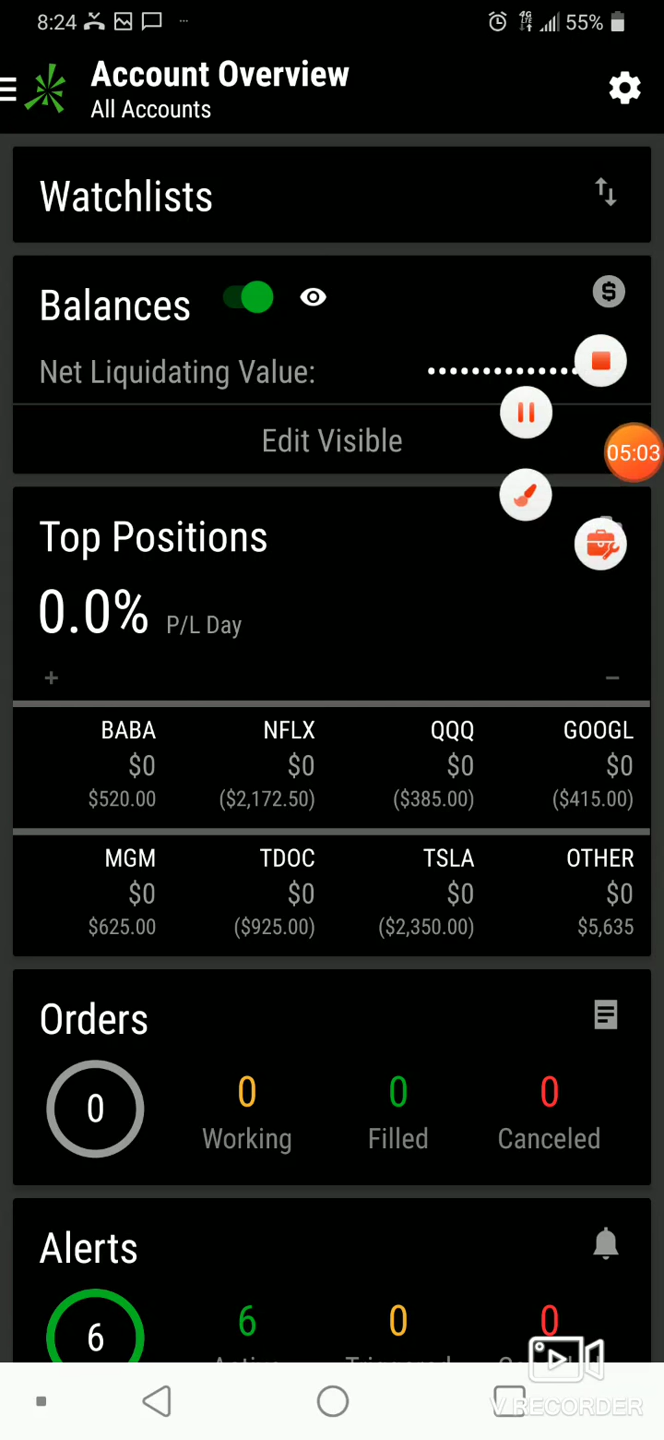 8:24 ... 4G LTE 55%
Account Overview
All Accounts
Watchlists
Balances
Net Liquidating Value:
Edit Visible
05:03
Top Positions
0.0% P/L Day
+ −
BABA NFLX QQQ GOOGL
$0 $0 $0 $0
$520.00 ($2,172.50) ($385.00) ($415.00)
MGM TDOC TSLA OTHER
$0 $0 $0 $0
$625.00 ($925.00) ($2,350.00) $5,635
Orders
0 0 0 0
Working Filled Canceled
Alerts
6 6 0 0
V RECORDER